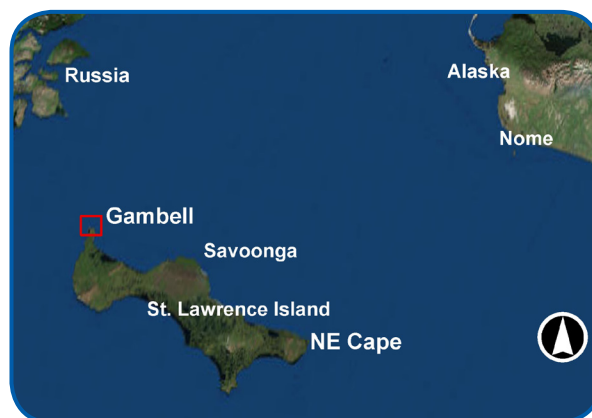 Alaska
Russia
Nome
Gambell
Savoonga
St. Lawrence Island
NE Cape